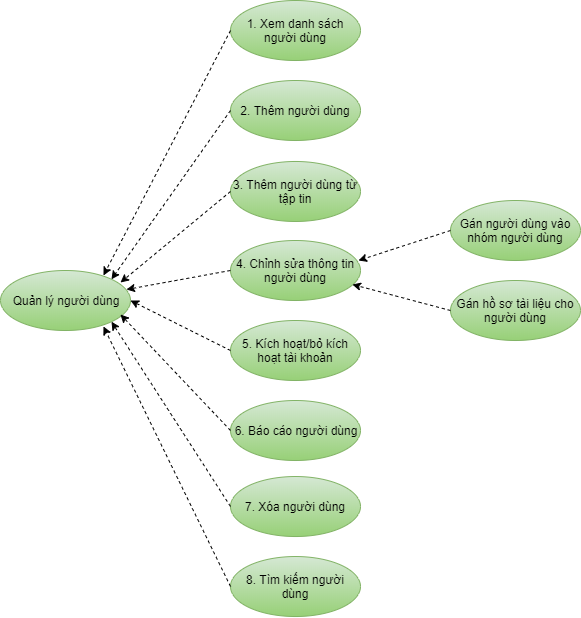 1. Xem danh sách
người dùng
2. Thêm người dùng
3. Thêm người dùng từ
tập tin
Gán người dùng vào
nhóm người dùng
4. Chỉnh sửa thông tin
người dùng
Quản lý người dùng
Gán hồ sơ tài liệu cho
người dùng
5. Kích hoạt/bỏ kích
hoạt tài khoản
6. Báo cáo người dùng
7. Xóa người dùng
8. Tìm kiếm người
dùng